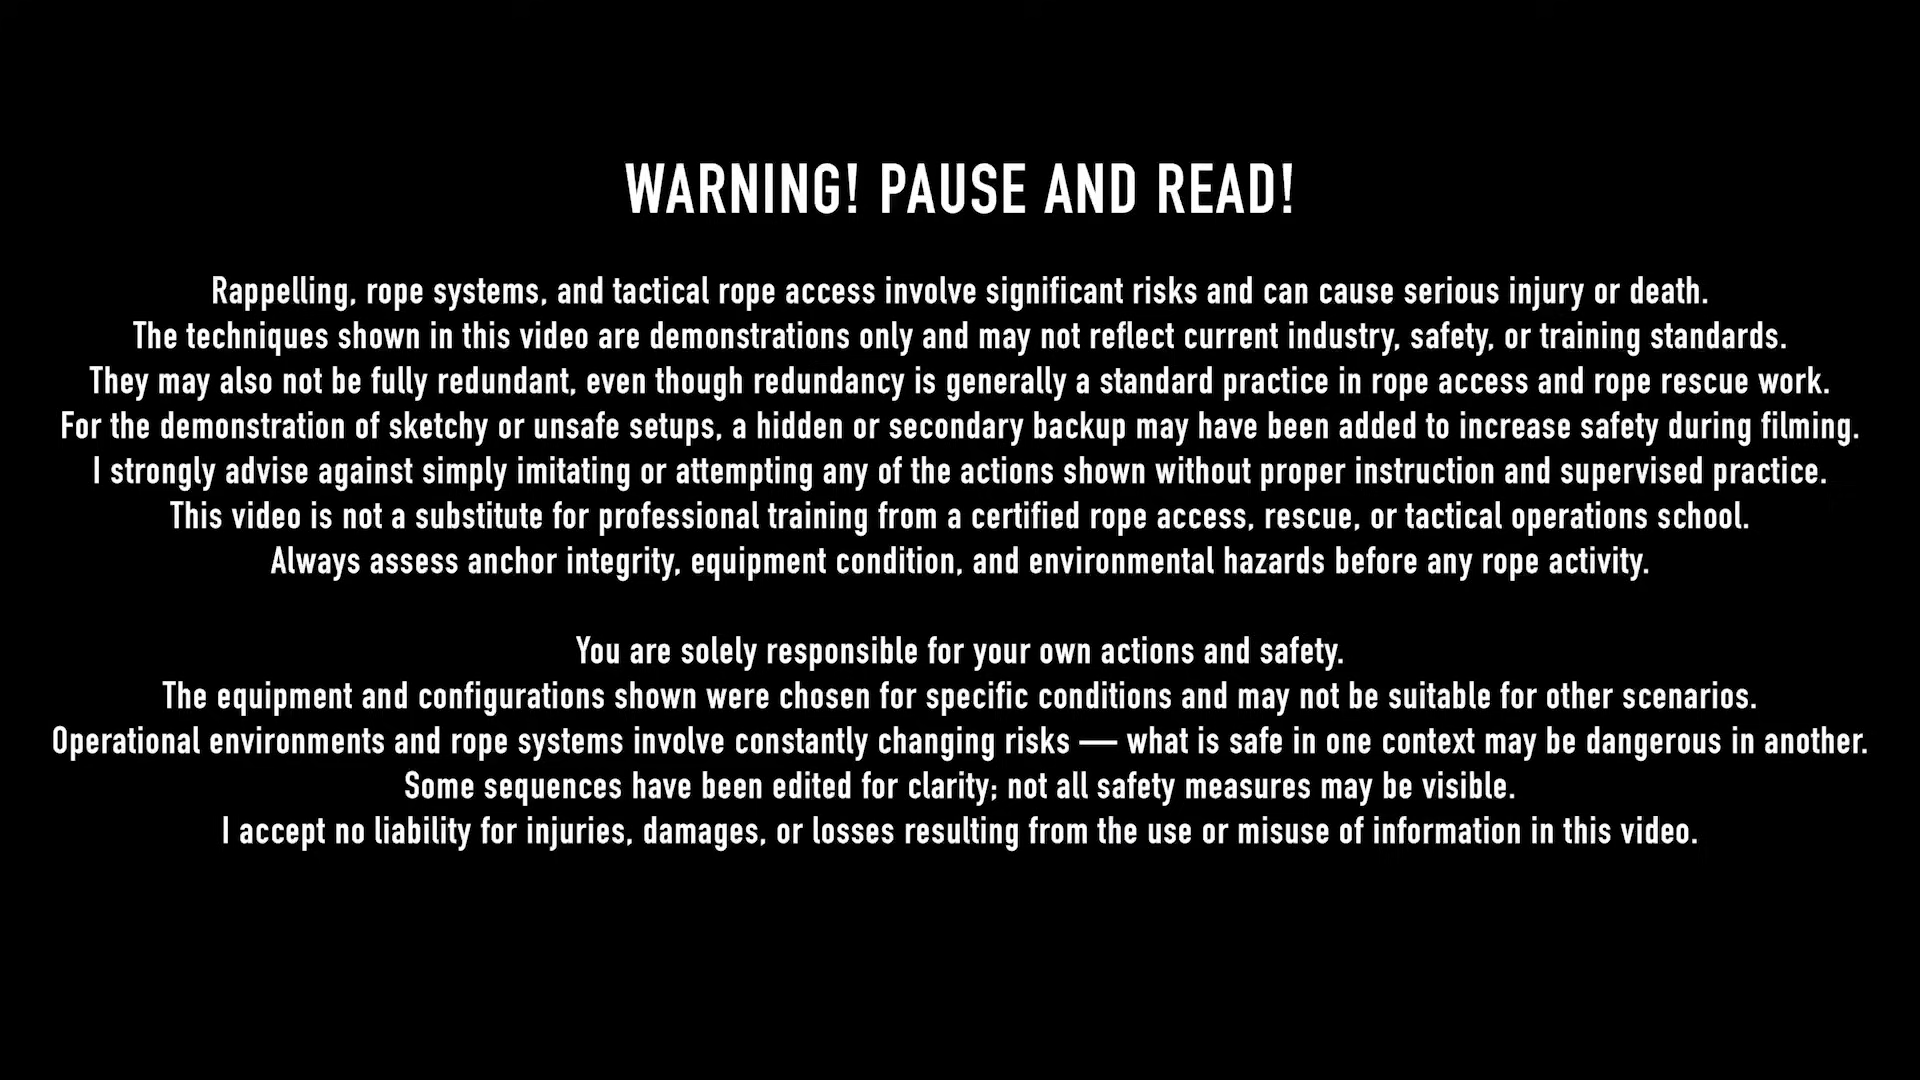 WARNING! PAUSE AND READ!
Rappelling, rope systems, and tactical rope access involve significant risks and can cause serious injury or death.
The techniques shown in this video are demonstrations only and may not reflect current industry, safety, or training standards.
They may also not be fully redundant, even though redundancy is generally a standard practice in rope access and rope rescue work.
For the demonstration of sketchy or unsafe setups, a hidden or secondary backup may have been added to increase safety during filming.
I strongly advise against simply imitating or attempting any of the actions shown without proper instruction and supervised practice.
This video is not a substitute for professional training from a certified rope access, rescue, or tactical operations school.
Always assess anchor integrity, equipment condition, and environmental hazards before any rope activity.
You are solely responsible for your own actions and safety.
The equipment and configurations shown were chosen for specific conditions and may not be suitable for other scenarios.
Operational environments and rope systems involve constantly changing risks — what is safe in one context may be dangerous in another.
Some sequences have been edited for clarity; not all safety measures may be visible.
I accept no liability for injuries, damages, or losses resulting from the use or misuse of information in this video.